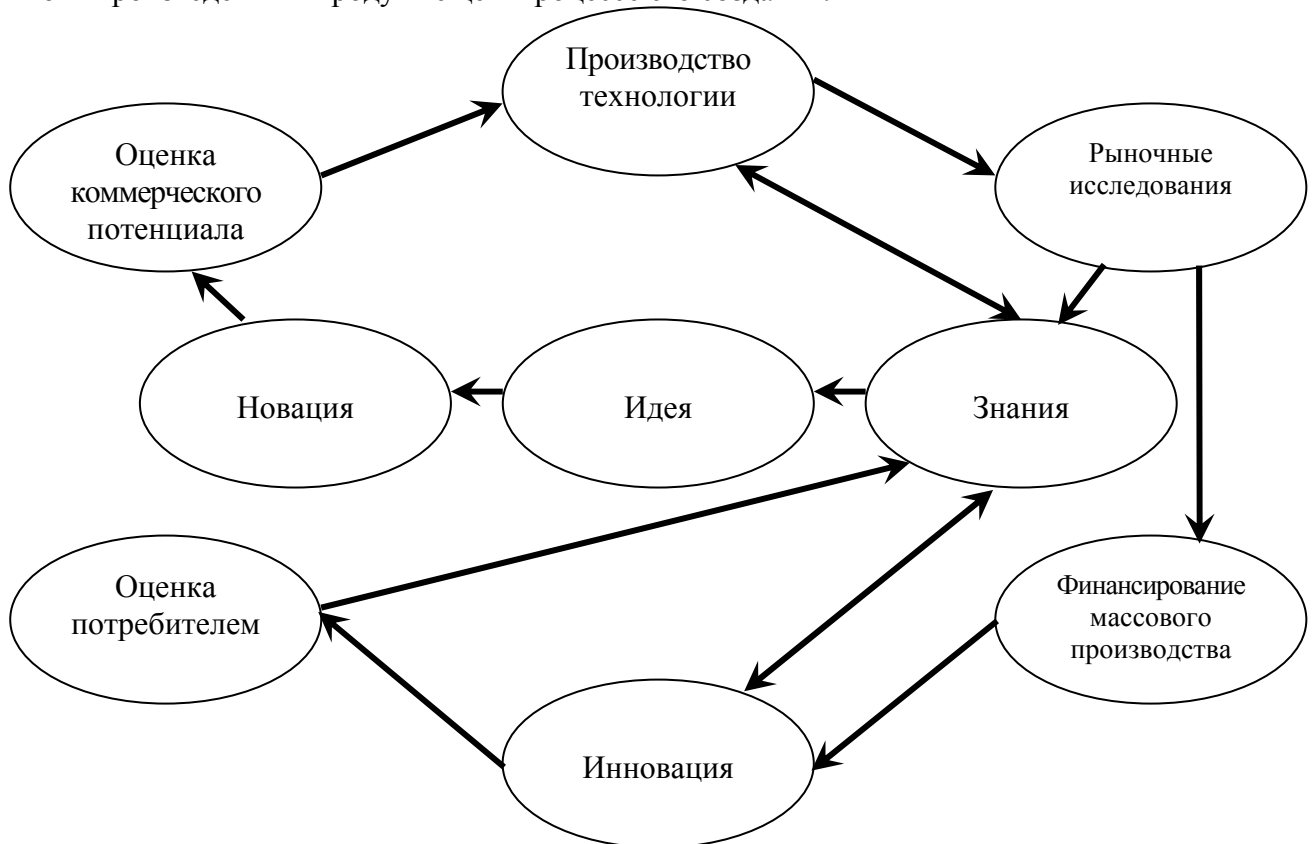 Производство
технологии
Оценка
коммерческого
потенциала
Рыночные
исследования
Новация
Идея
Знания
Оценка
потребителем
Финансирование
массового
производства
Инновация